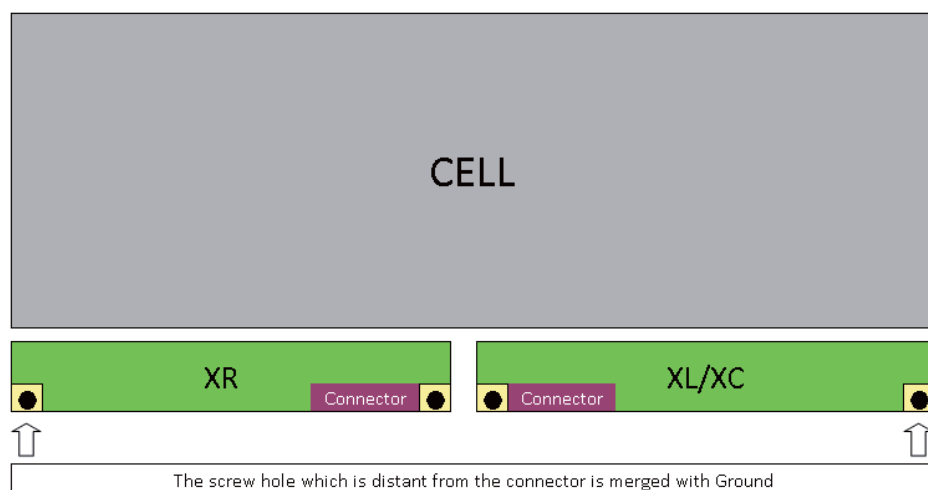 CELL
XR
XL/XC
Connector
Connector
The screw hole which is distant from the connector is merged with Ground